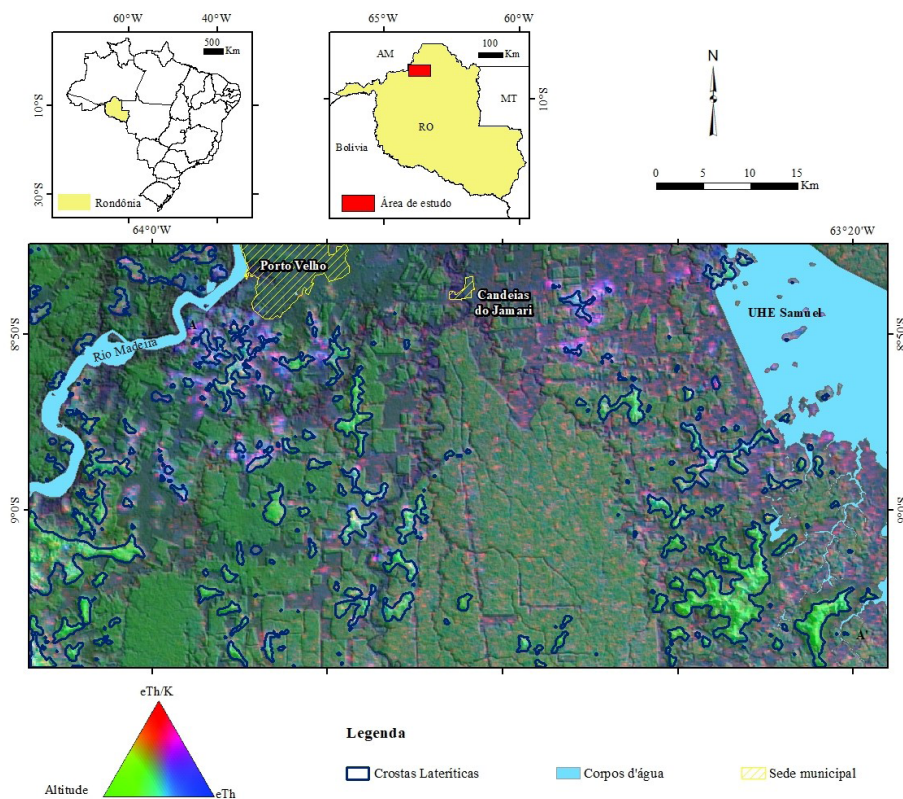 60°W 40°W
500
Km
10°S
30°S
Rondônia
65°W 60°W
100
Km
AM
MT
10°S
RO
Bolívia
Área de estudo
N
0 5 10 15
Km
64°0'W 63°20'W
Porto Velho
Candeias
do Jamari
UHE Samuel
A
8°50'S 8°50'S
Rio Madeira
9°0'S 9°0'S
A'
eTh/K
Altitude
eTh
Legenda
Crostas Lateríticas
Corpos d'água
Sede municipal